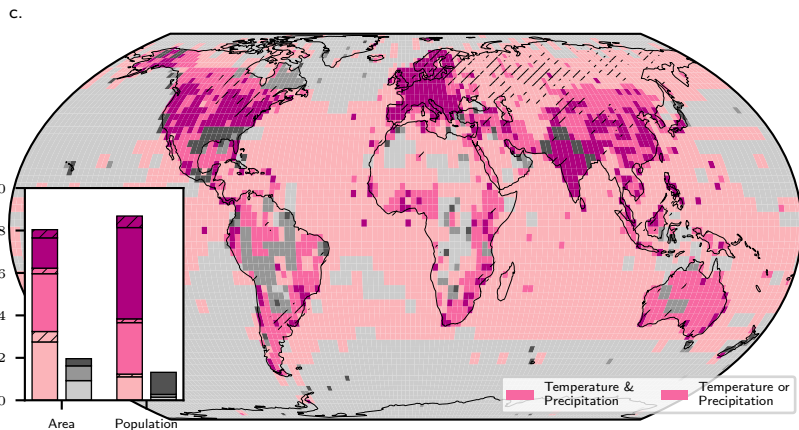 c.
0
8
6
4
2
0
Area
Population
Temperature &
Precipitation
Temperature or
Precipitation